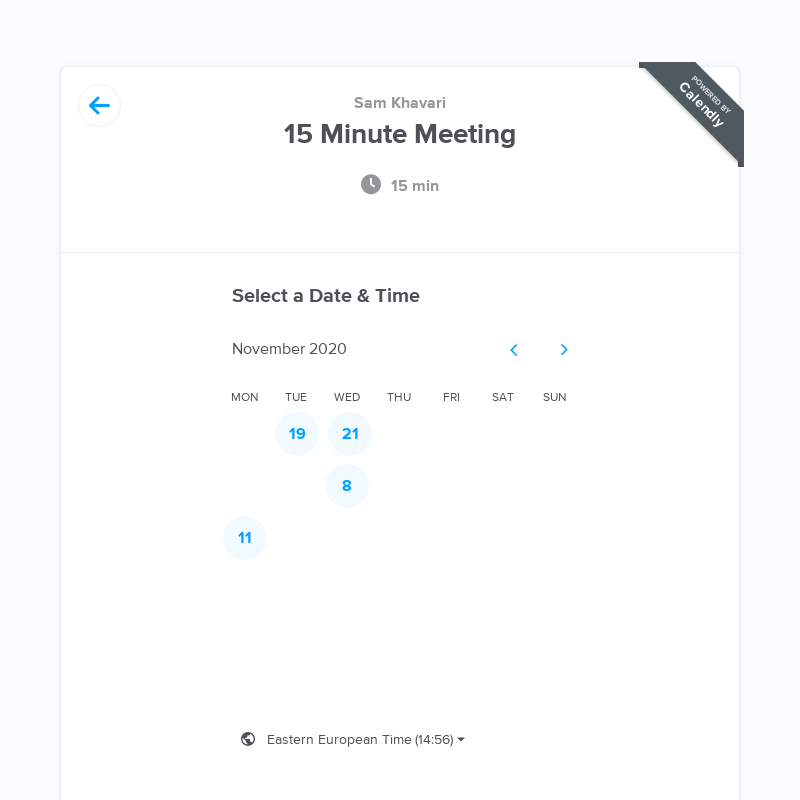 POWERED BY
Calendly
Sam Khavari
15 Minute Meeting
15 min
Select a Date & Time
November 2020
MON TUE WED THU FRI SAT SUN
19 21
8
11
Eastern European Time (14:56)